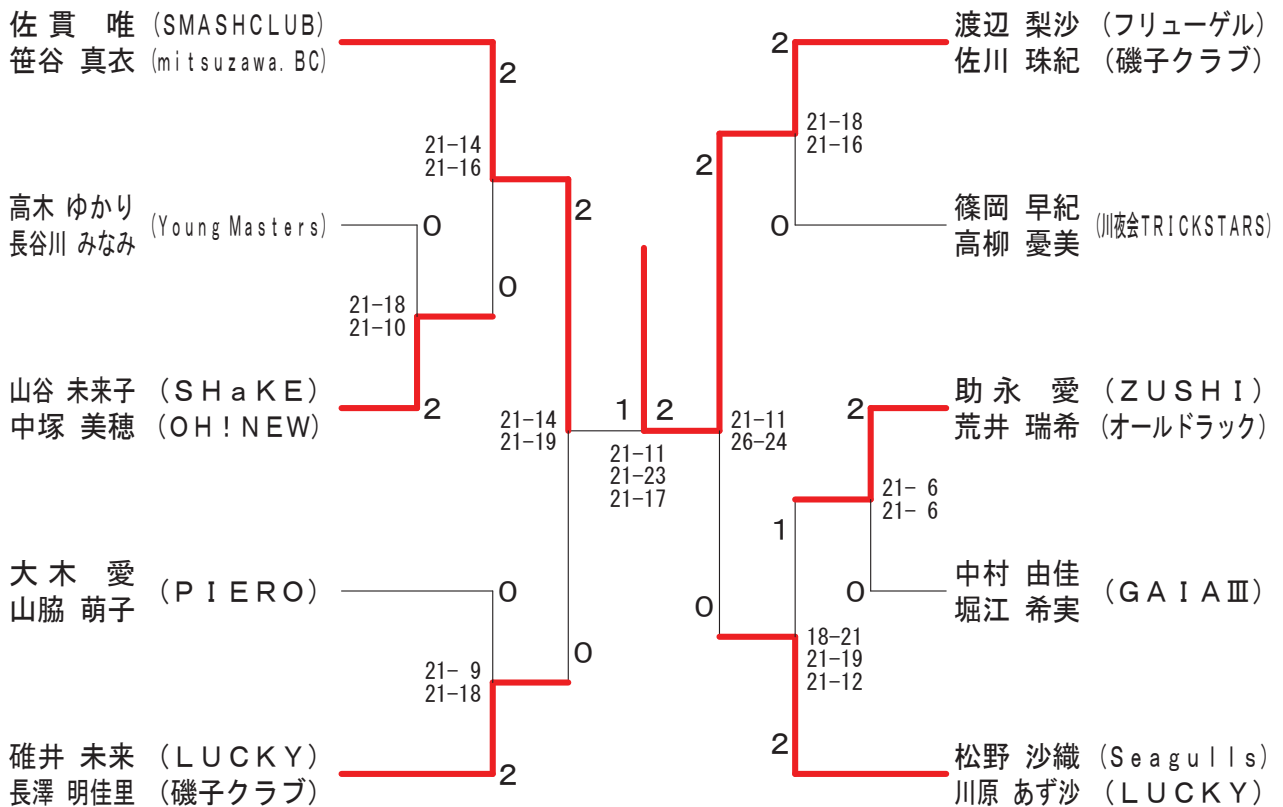 佐貫 唯 (SMASHCLUB)
笹谷 真衣 (mitsuzawa.BC)
2
21-14
21-16
高木 ゆかり
長谷川 みなみ
(Young Masters)
0
0
21-18
21-10
山谷 未来子 (SHaKE)
中塚 美穂 (OH!NEW)
2
2
21-14
21-19
大木 愛
山脇 萌子
(PIERO)
0
0
21- 9
21-18
碓井 未来 (LUCKY)
長澤 明佳里 (磯子クラブ)
2
1 2
21-11
21-23
21-17
渡辺 梨沙 (フリューゲル)
佐川 珠紀 (磯子クラブ)
2
21-18
21-16
2
篠岡 早紀
高柳 憂美
(川夜会TRICKSTARS)
0
21-11
26-24
助永 愛 (ZUSHI)
荒井 瑞希 (オールドラック)
2
21- 6
21- 6
1
中村 由佳
堀江 希実
(GAIAⅢ)
0
0
18-21
21-19
21-12
松野 沙織 (Seagulls)
川原 あず沙 (LUCKY)
2